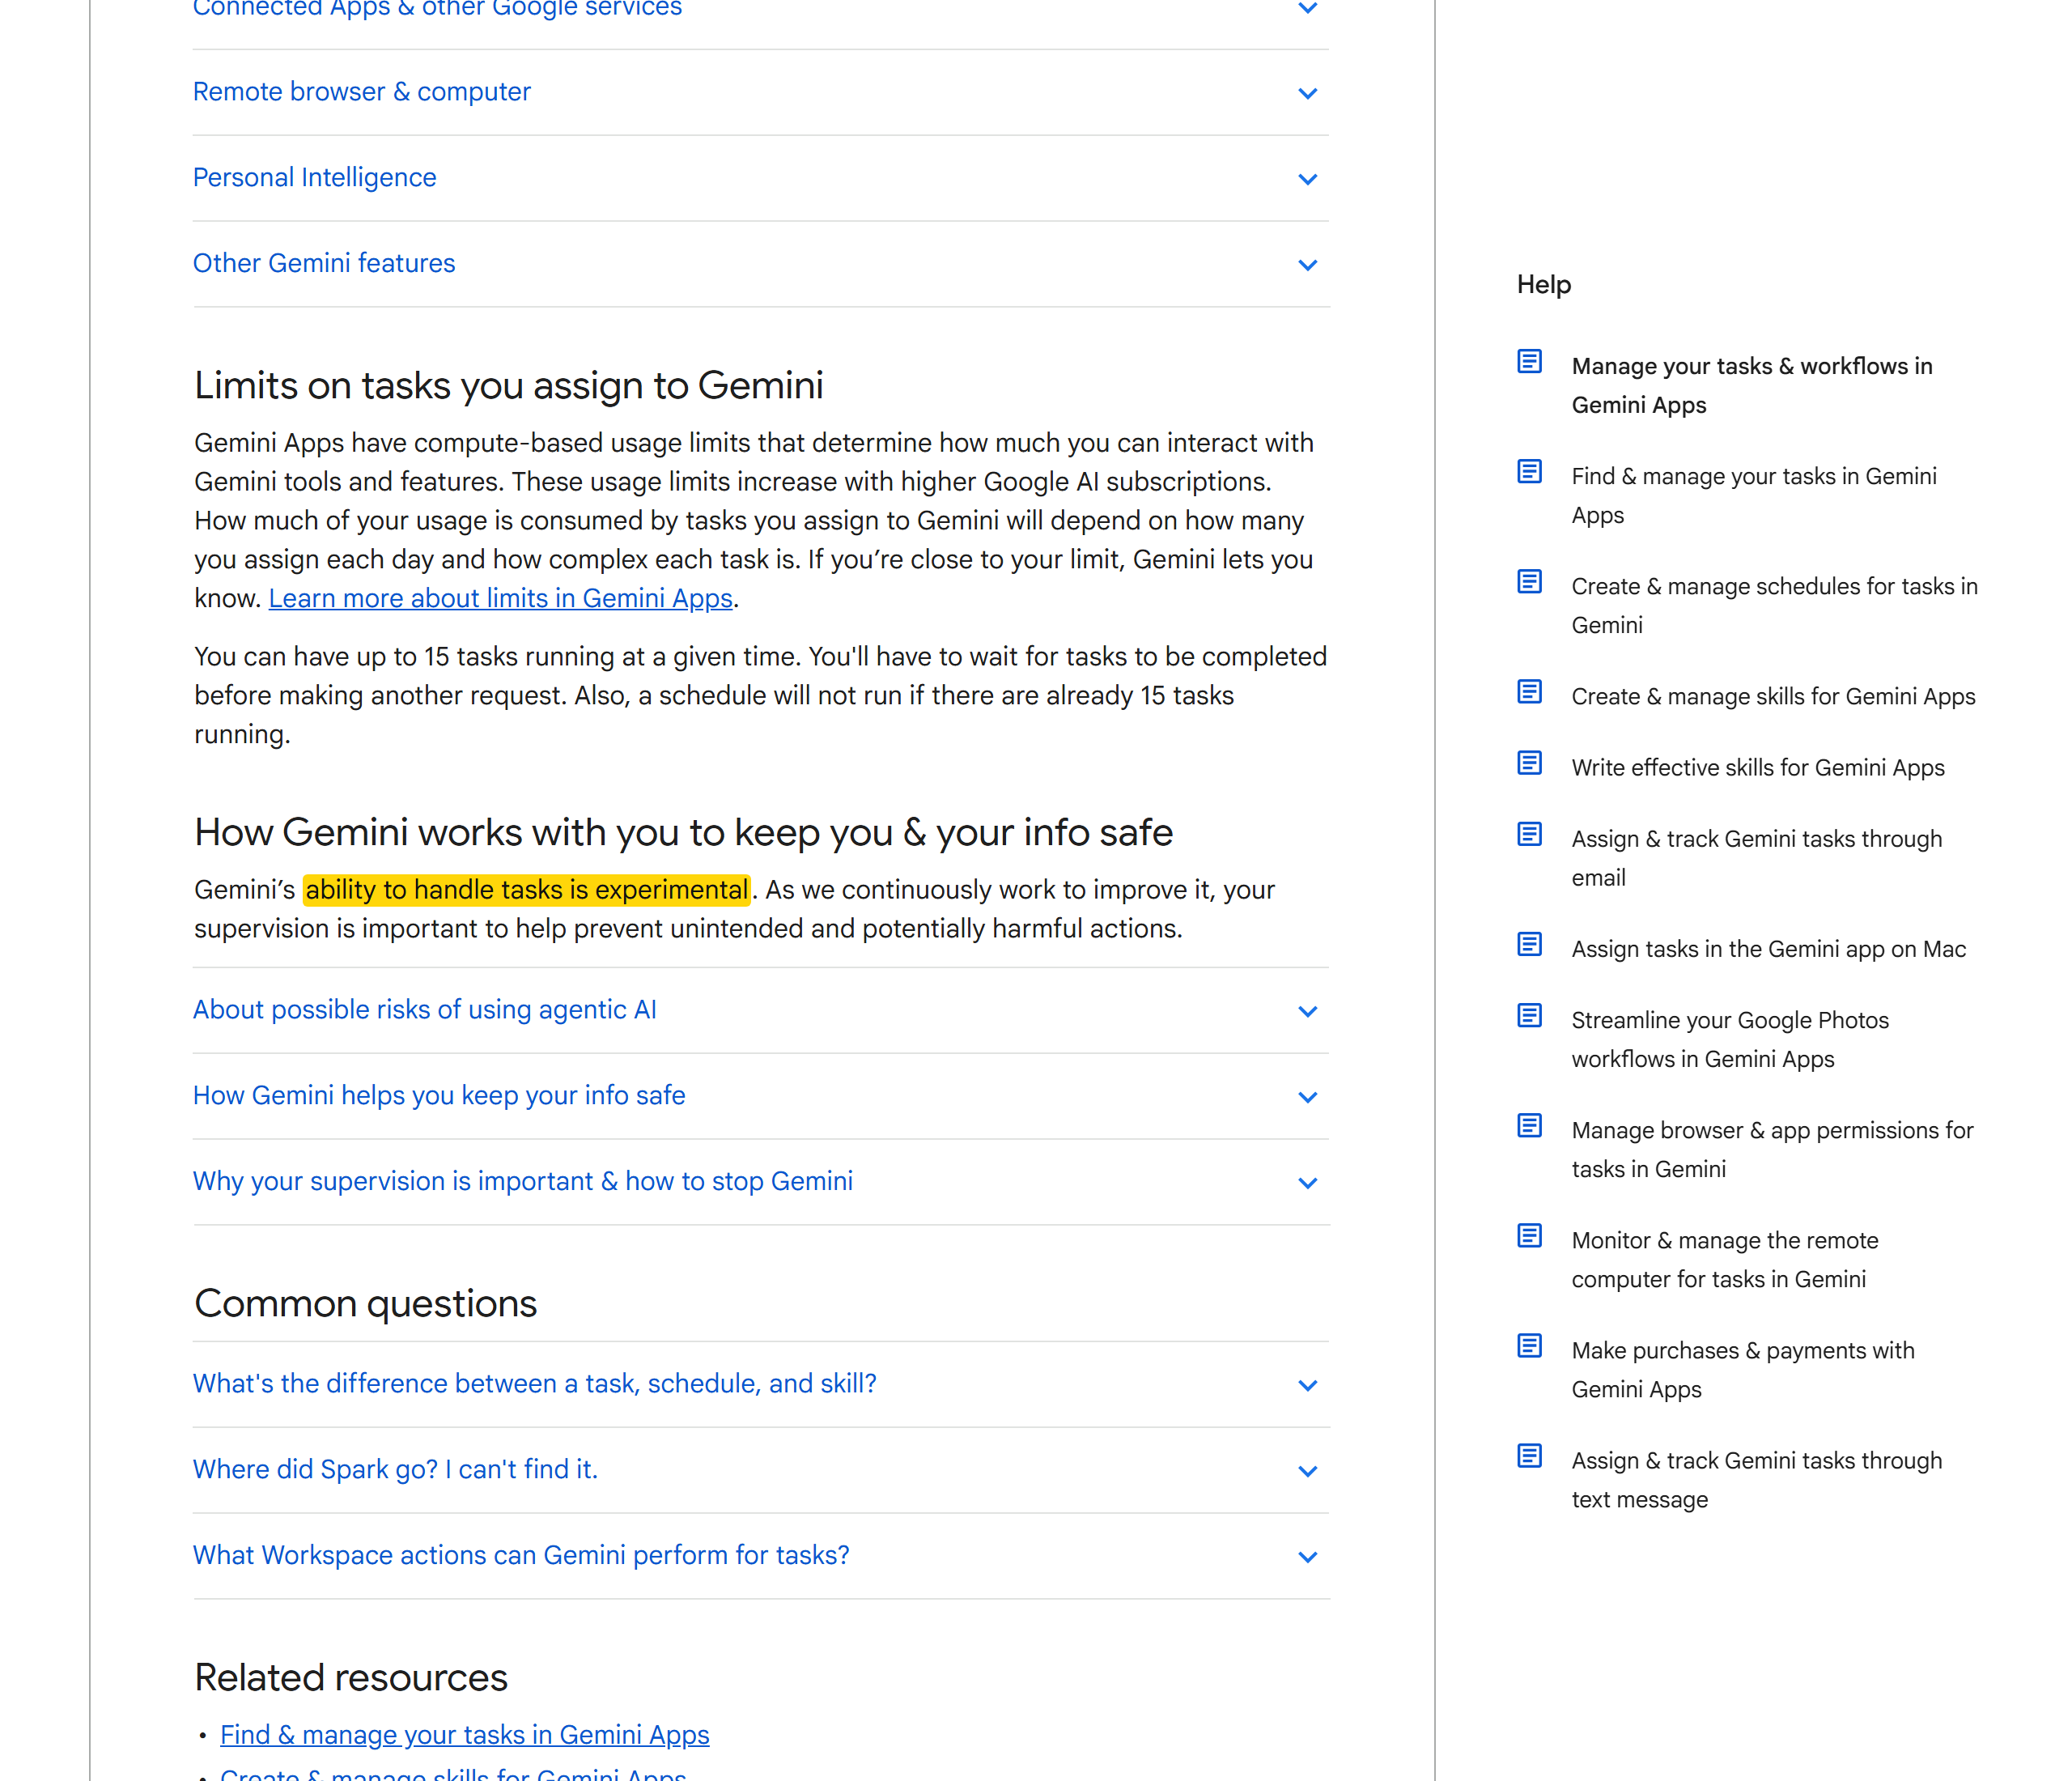 Connected Apps & other Google services
Remote browser & computer
Personal Intelligence
Other Gemini features
Limits on tasks you assign to Gemini
Gemini Apps have compute-based usage limits that determine how much you can interact with
Gemini tools and features. These usage limits increase with higher Google AI subscriptions.
How much of your usage is consumed by tasks you assign to Gemini will depend on how many
you assign each day and how complex each task is. If you’re close to your limit, Gemini lets you
know. Learn more about limits in Gemini Apps.
You can have up to 15 tasks running at a given time. You'll have to wait for tasks to be completed
before making another request. Also, a schedule will not run if there are already 15 tasks
running.
How Gemini works with you to keep you & your info safe
Gemini’s ability to handle tasks is experimental. As we continuously work to improve it, your
supervision is important to help prevent unintended and potentially harmful actions.
About possible risks of using agentic AI
How Gemini helps you keep your info safe
Why your supervision is important & how to stop Gemini
Common questions
What's the difference between a task, schedule, and skill?
Where did Spark go? I can't find it.
What Workspace actions can Gemini perform for tasks?
Related resources
• Find & manage your tasks in Gemini Apps
• Create & manage skills for Gemini Apps
Help
Manage your tasks & workflows in
Gemini Apps
Find & manage your tasks in Gemini
Apps
Create & manage schedules for tasks in
Gemini
Create & manage skills for Gemini Apps
Write effective skills for Gemini Apps
Assign & track Gemini tasks through
email
Assign tasks in the Gemini app on Mac
Streamline your Google Photos
workflows in Gemini Apps
Manage browser & app permissions for
tasks in Gemini
Monitor & manage the remote
computer for tasks in Gemini
Make purchases & payments with
Gemini Apps
Assign & track Gemini tasks through
text message